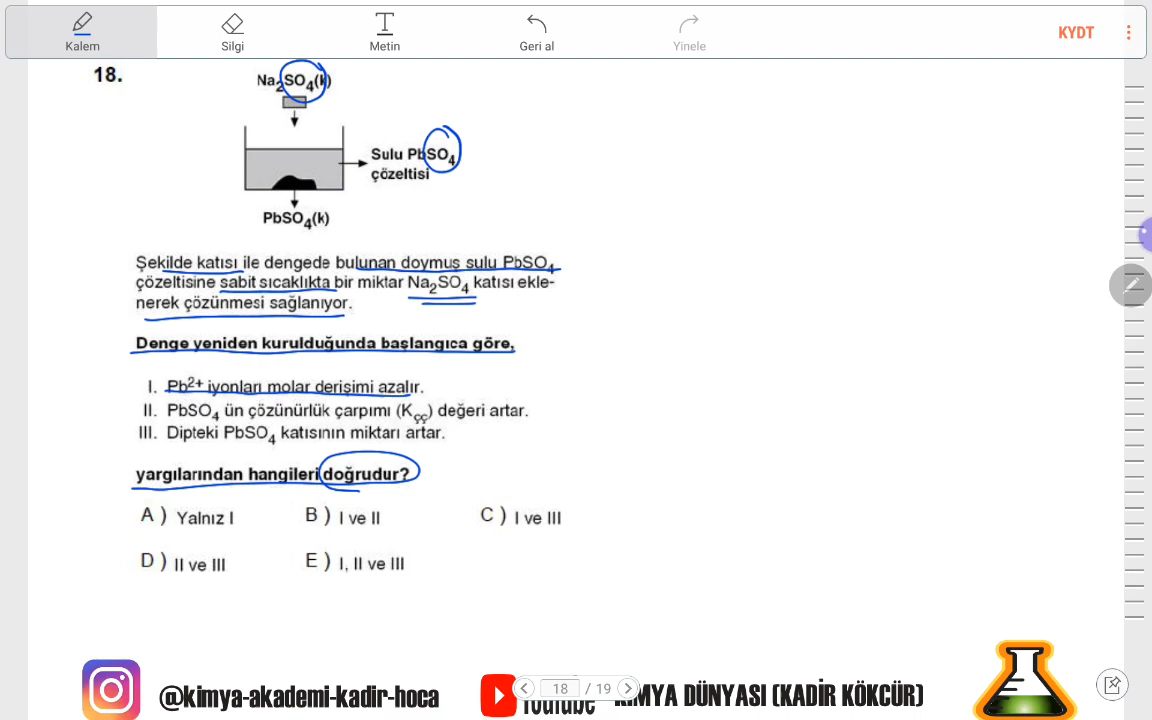 Kalem
Silgi
Metin
Geri al
Yinele
KYDT
18.
Na2SO4(k)
Sulu PbSO4
çözeltisi
PbSO4(k)
Şekilde katısı ile dengede bulunan doymuş sulu PbSO4
çözeltisine sabit sıcaklıkta bir miktar Na2SO4 katısı ekle-
nerek çözünmesi sağlanıyor.
Denge yeniden kurulduğunda başlangıca göre,
I. Pb2+ iyonları molar derişimi azalır.
II. PbSO4 ün çözünürlük çarpımı (Kçç) değeri artar.
III. Dipteki PbSO4 katısının miktarı artar.
yargılarından hangileri doğrudur?
A ) Yalnız I
B ) I ve II
C ) I ve III
D ) II ve III
E ) I, II ve III
@kimya-akademi-kadir-hoca
18 / 19
YouTube
KİMYA DÜNYASI (KADİR KÖKCÜR)